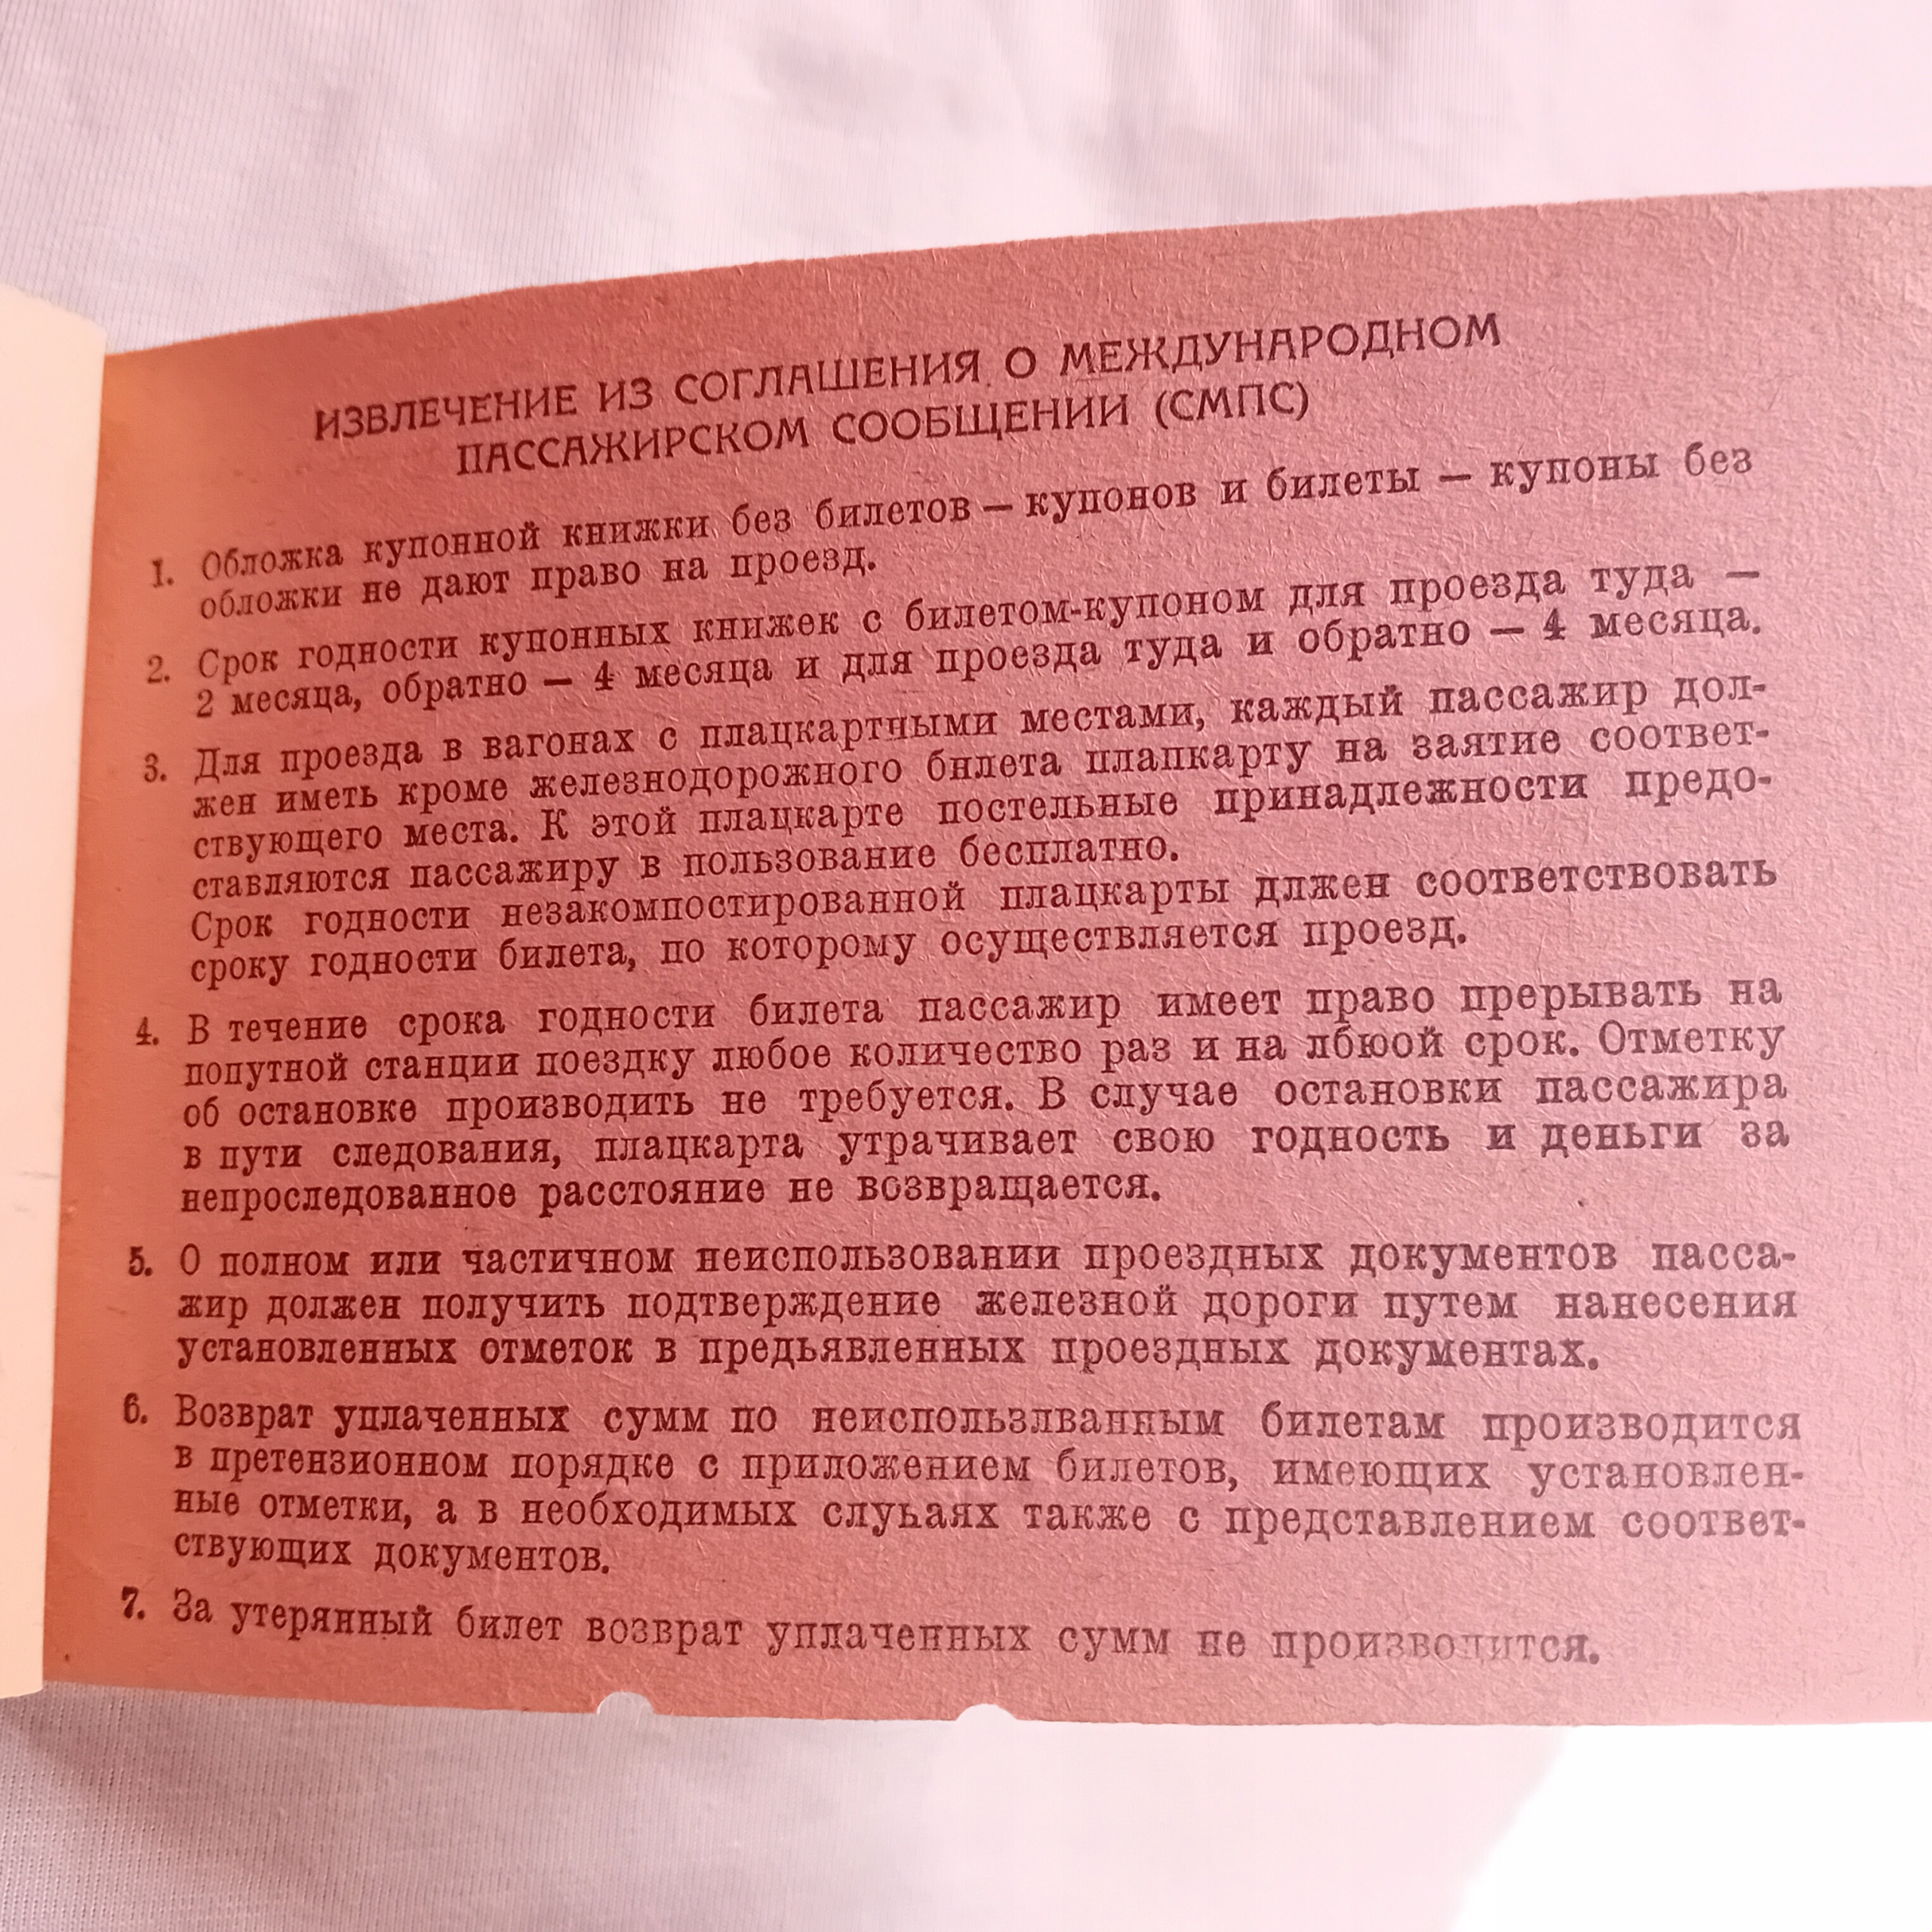 ИЗВЛЕЧЕНИЕ ИЗ СОГЛАШЕНИЯ О МЕЖДУНАРОДНОМ
ПАССАЖИРСКОМ СООБЩЕНИИ (СМПС)
1. Обложка купонной книжки без билетов — купонов и билеты — купоны без
обложки не дают право на проезд.
2. Срок годности купонных книжек с билетом-купоном для проезда туда —
2 месяца, обратно — 4 месяца и для проезда туда и обратно — 4 месяца.
3. Для проезда в вагонах с плацкартными местами, каждый пассажир дол-
жен иметь кроме железнодорожного бнлета плапкарту на заятие соответ-
ствующего места. К этой плацкарте постельные принадлежности предо-
ставляются пассажиру в пользование бесплатно.
Срок годности незакомпостированной плацкарты длжен соответствовать
сроку годности билета, по которому осуществляется проезд.
4. В течение срока годности билета пассажир имеет право прерывать на
попутной станции поездку любое количество раз и на лбюой срок. Отметку
об остановке производить не требуется. В случае остановки пассажира
в пути следования, плацкарта утрачивает свою годность и деньги за
непроследованное расстояние не возвращается.
5. О полном или частичном неиспользовании проездных документов пасса-
жир должен получить подтверждение железной дороги путем нанесения
установленных отметок в предьявленных проездных документах.
6. Возврат уплаченных сумм по неиспользлванным билетам производится
в претензионном порядке с приложением билетов, имеющих установлен-
ные отметки, а в необходимых слуьаях также с представлением соответ-
ствующих документов.
7. За утерянный билет возврат уплаченных сумм не производится.